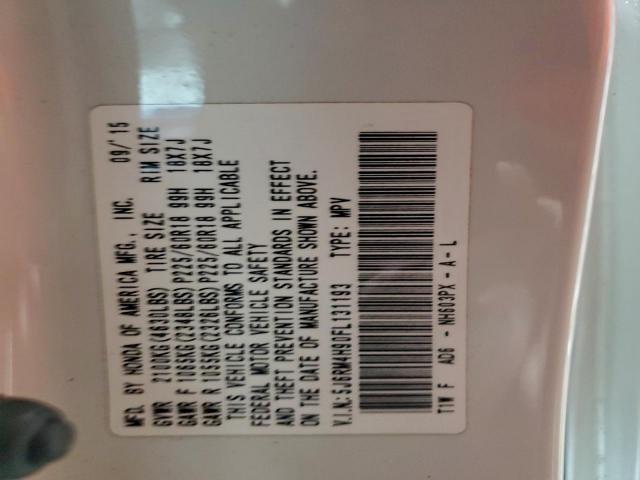 MFD. BY HONDA OF AMERICA MFG., INC. 09/'15
GVWR 2100KG(4630LBS) TIRE SIZE RIM SIZE
GAWR F 1065KG(2348LBS) P225/60R18 99H 18X7J
GAWR R 1055KG(2326LBS) P225/60R18 99H 18X7J
THIS VEHICLE CONFORMS TO ALL APPLICABLE
FEDERAL MOTOR VEHICLE SAFETY
AND THEFT PREVENTION STANDARDS IN EFFECT
ON THE DATE OF MANUFACTURE SHOWN ABOVE.
V.I.N.: 5J6RM4H90FL131193 TYPE: MPV
T1W F AD6 - NH603PX - A - L